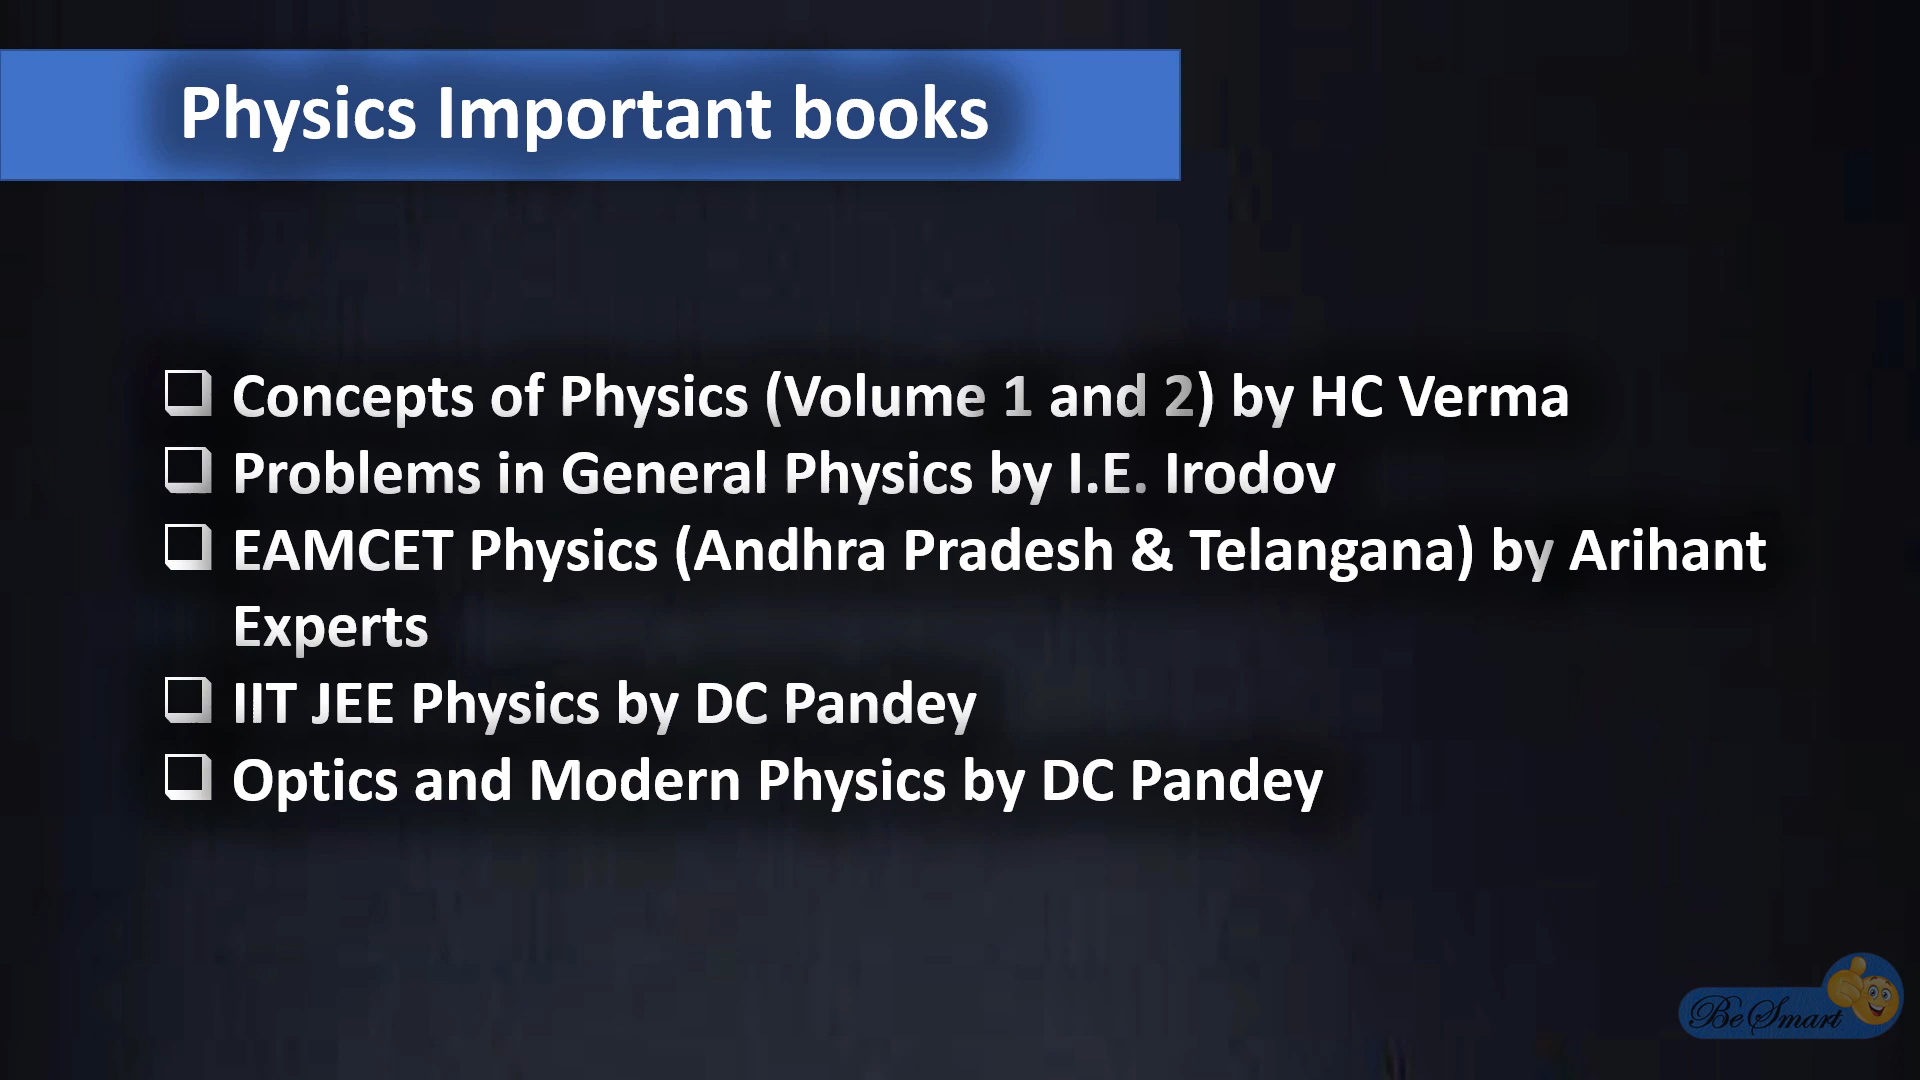 Physics Important books
Concepts of Physics (Volume 1 and 2) by HC Verma
Problems in General Physics by I.E. Irodov
EAMCET Physics (Andhra Pradesh & Telangana) by Arihant
Experts
IIT JEE Physics by DC Pandey
Optics and Modern Physics by DC Pandey
Be Smart